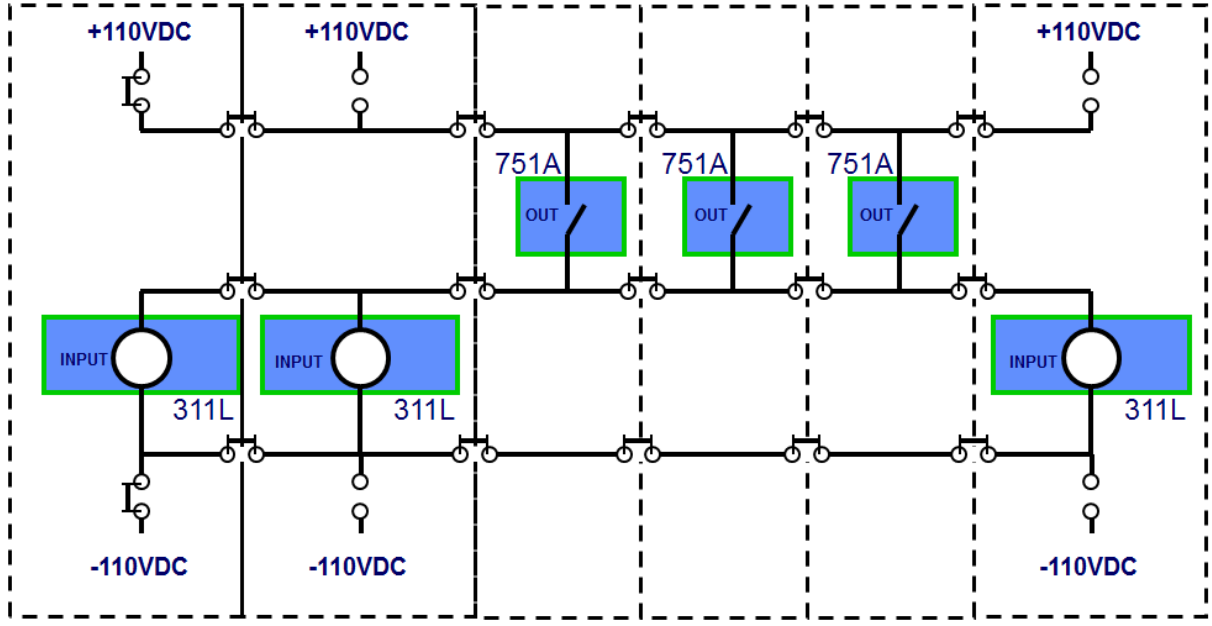 +110VDC
+110VDC
+110VDC
751A
751A
751A
OUT
OUT
OUT
INPUT
INPUT
INPUT
311L
311L
311L
-110VDC
-110VDC
-110VDC